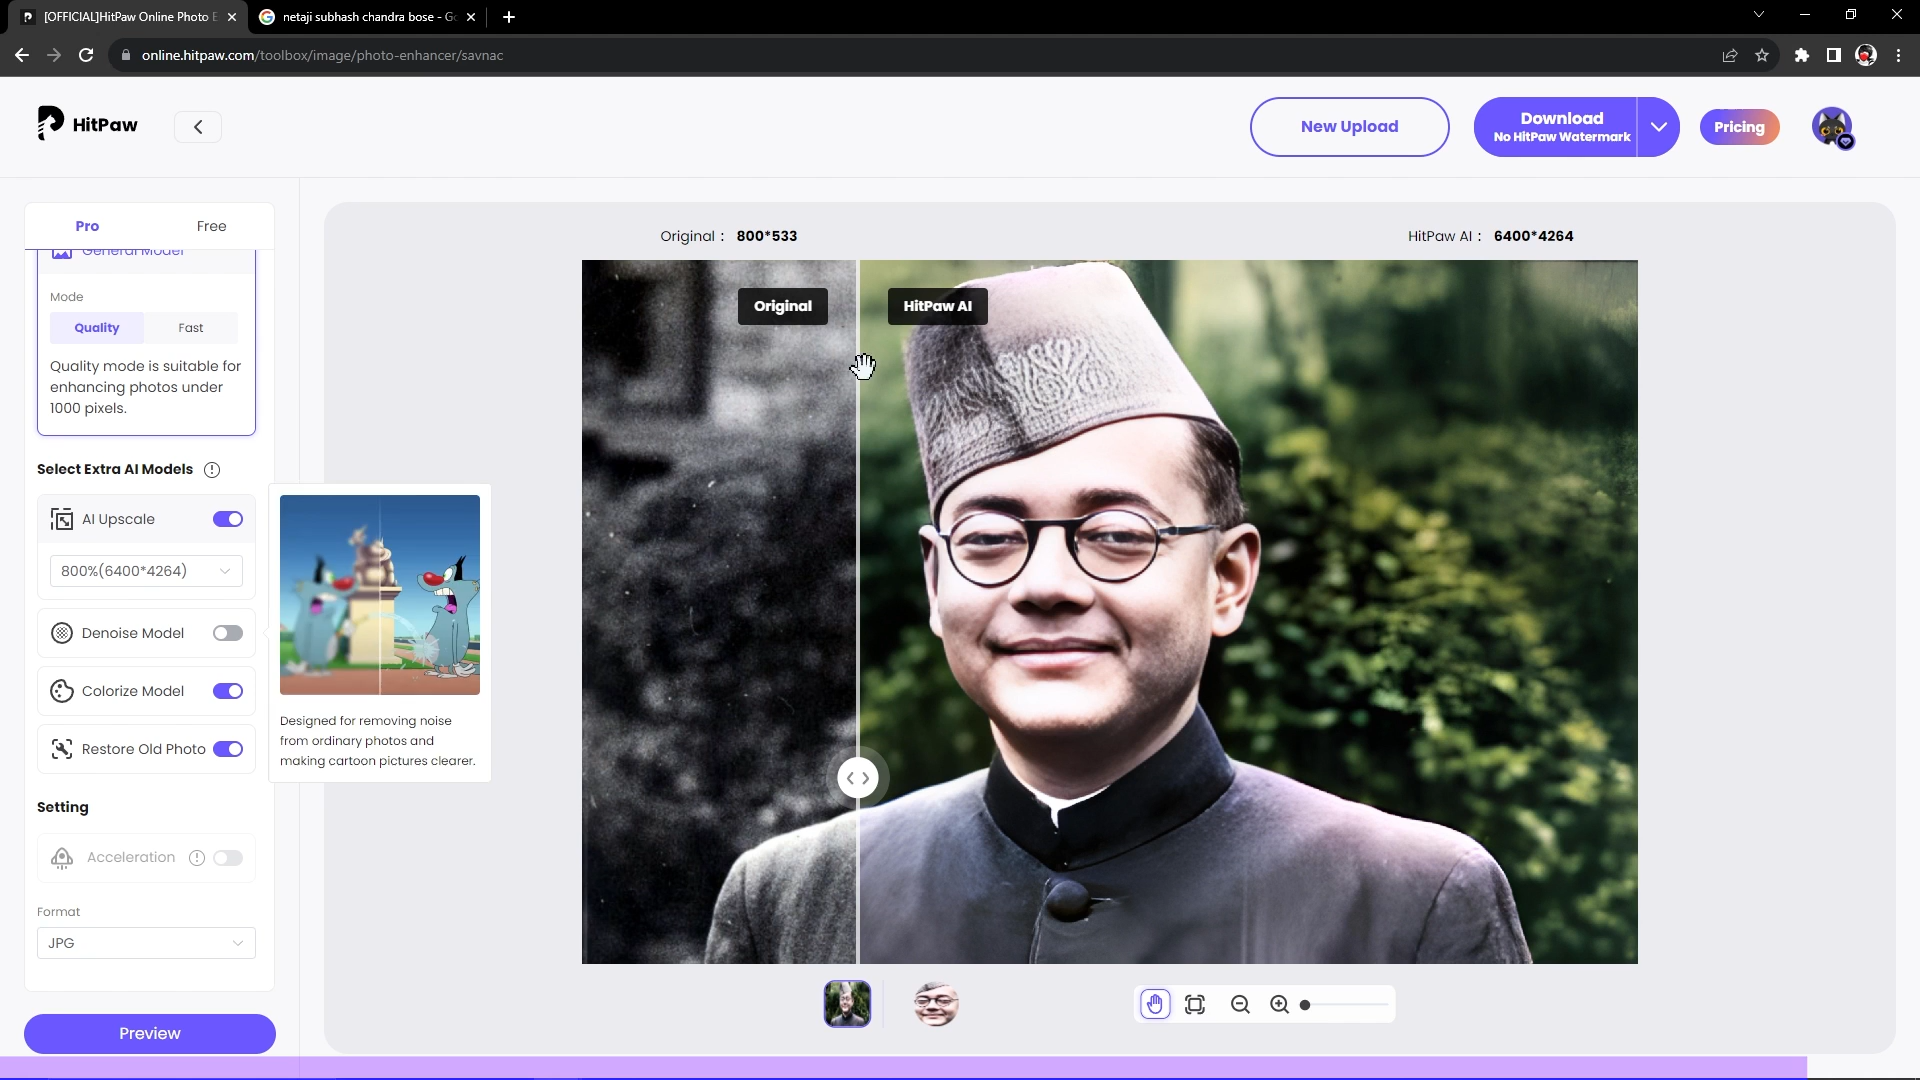 [OFFICIAL]HitPaw Online Photo E
netaji subhash chandra bose - Go
online.hitpaw.com/toolbox/image/photo-enhancer/savnac
HitPaw
New Upload
Download
No HitPaw Watermark
Pricing
Pro
Free
General Model
Mode
Quality
Fast
Quality mode is suitable for
enhancing photos under
1000 pixels.
Select Extra AI Models
AI Upscale
800%(6400*4264)
Denoise Model
Colorize Model
Restore Old Photo
Designed for removing noise
from ordinary photos and
making cartoon pictures clearer.
Setting
Acceleration
Format
JPG
Preview
Original : 800*533
HitPaw AI : 6400*4264
Original
HitPaw AI